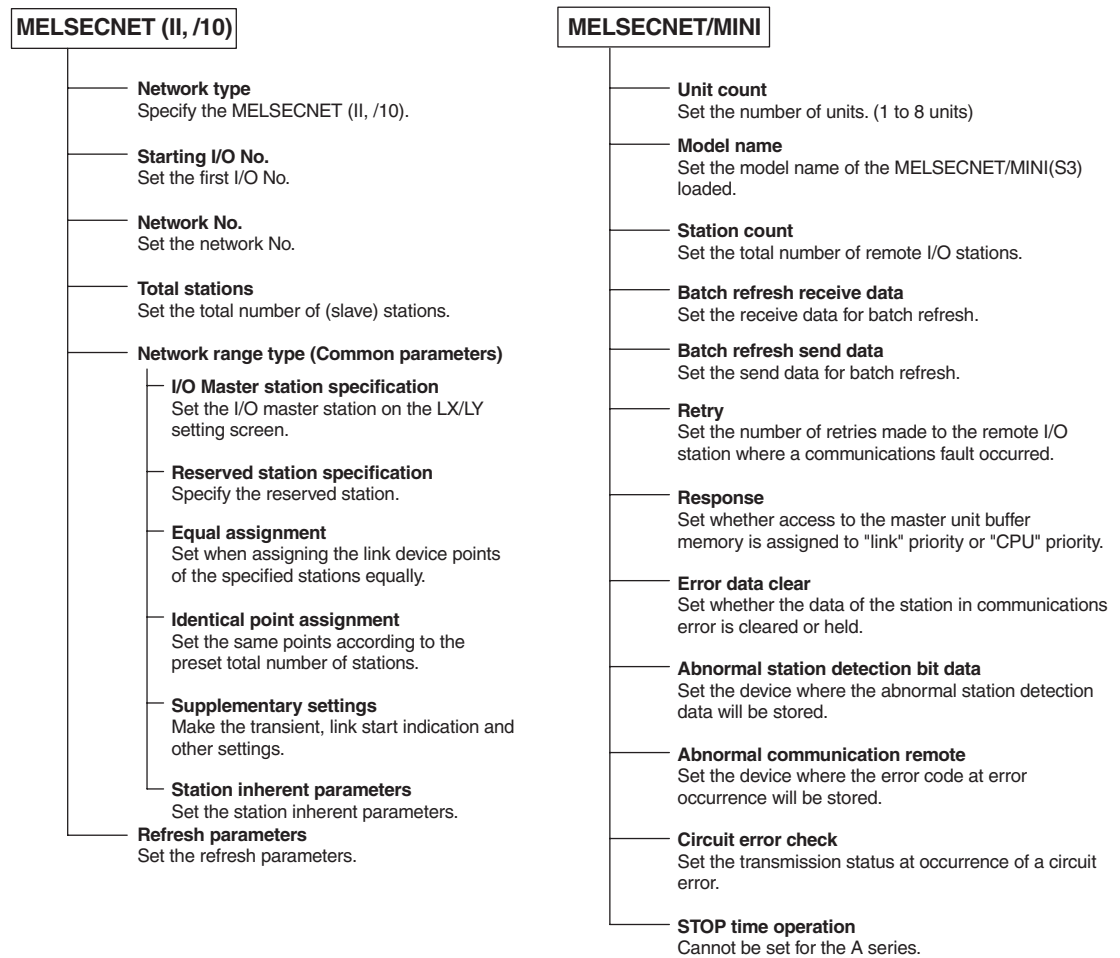 MELSECNET (II, /10)
Network type
Specify the MELSECNET (II, /10).
Starting I/O No.
Set the first I/O No.
Network No.
Set the network No.
Total stations
Set the total number of (slave) stations.
Network range type (Common parameters)
I/O Master station specification
Set the I/O master station on the LX/LY
setting screen.
Reserved station specification
Specify the reserved station.
Equal assignment
Set when assigning the link device points
of the specified stations equally.
Identical point assignment
Set the same points according to the
preset total number of stations.
Supplementary settings
Make the transient, link start indication and
other settings.
Station inherent parameters
Set the station inherent parameters.
Refresh parameters
Set the refresh parameters.
MELSECNET/MINI
Unit count
Set the number of units. (1 to 8 units)
Model name
Set the model name of the MELSECNET/MINI(S3)
loaded.
Station count
Set the total number of remote I/O stations.
Batch refresh receive data
Set the receive data for batch refresh.
Batch refresh send data
Set the send data for batch refresh.
Retry
Set the number of retries made to the remote I/O
station where a communications fault occurred.
Response
Set whether access to the master unit buffer
memory is assigned to "link" priority or "CPU" priority.
Error data clear
Set whether the data of the station in communications
error is cleared or held.
Abnormal station detection bit data
Set the device where the abnormal station detection
data will be stored.
Abnormal communication remote
Set the device where the error code at error
occurrence will be stored.
Circuit error check
Set the transmission status at occurrence of a circuit
error.
STOP time operation
Cannot be set for the A series.